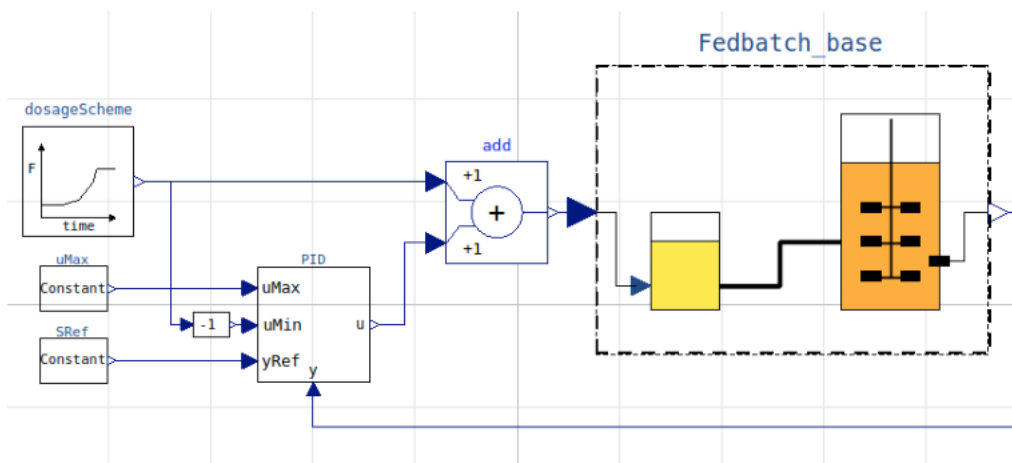 Fedbatch_base
dosageScheme
F
time
add
+1
+
+1
uMax
Constant
PID
uMax
-1
uMin
u
SRef
Constant
yRef
y